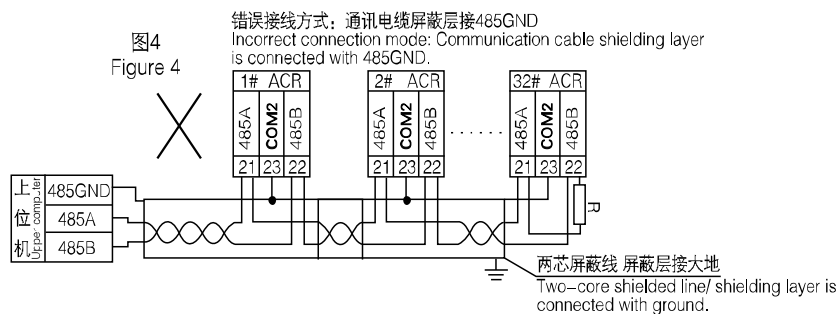 错误接线方式：通讯电缆屏蔽层接485GND
图4
Incorrect connection mode: Communication cable shielding layer
is connected with 485GND.
Figure 4
1# ACR
2# ACR
32# ACR
485A COM2 485B
485A COM2 485B
485A COM2 485B
21 23 22
21 23 22
21 23 22
R
上位机
Upper computer
485GND
485A
485B
两芯屏蔽线 屏蔽层接大地
Two-core shielded line/ shielding layer is
connected with ground.